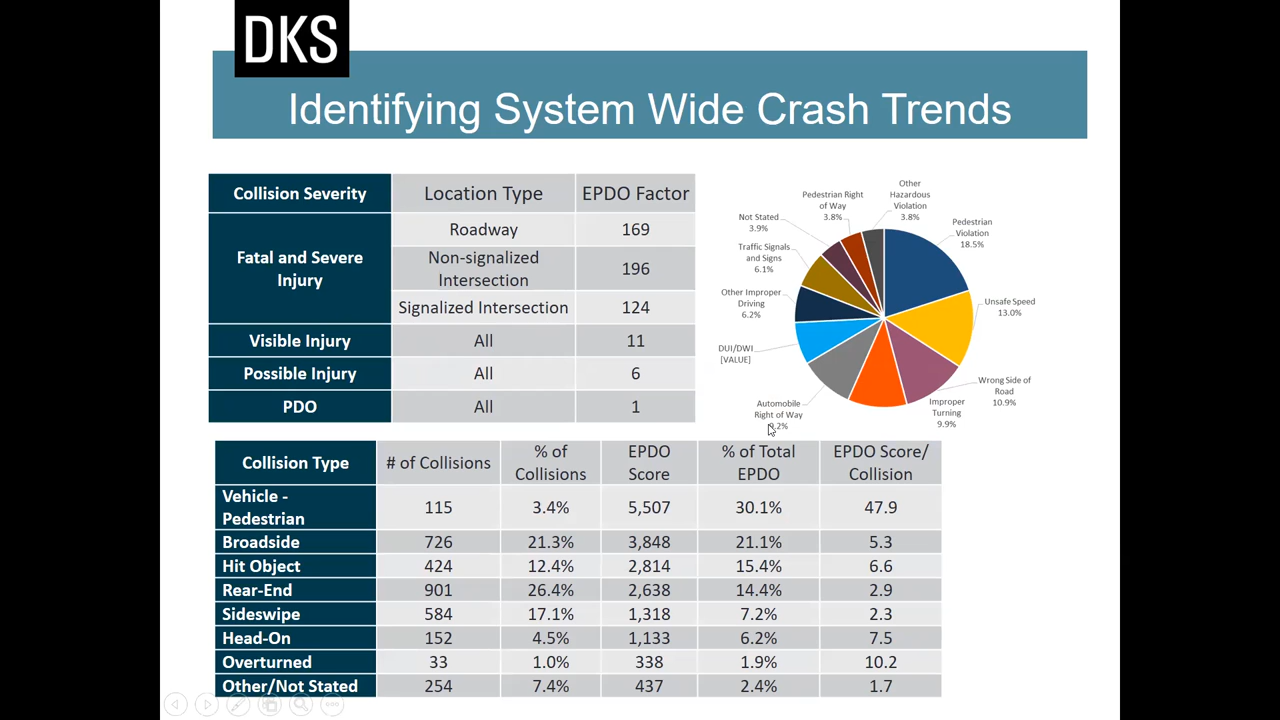 DKS
Identifying System Wide Crash Trends
Collision Severity Location Type EPDO Factor
Fatal and Severe
Injury
Roadway 169
Non-signalized
Intersection
196
Signalized Intersection 124
Visible Injury All 11
Possible Injury All 6
PDO All 1
Other
Hazardous
Violation
3.8%
Pedestrian Right
of Way
3.8%
Not Stated
3.9%
Traffic Signals
and Signs
6.1%
Other Improper
Driving
6.2%
DUI/DWI
[VALUE]
Automobile
Right of Way
.2%
Improper
Turning
9.9%
Wrong Side of
Road
10.9%
Unsafe Speed
13.0%
Pedestrian
Violation
18.5%
Collision Type # of Collisions % of
Collisions
EPDO
Score
% of Total
EPDO
EPDO Score/
Collision
Vehicle -
Pedestrian
115 3.4% 5,507 30.1% 47.9
Broadside 726 21.3% 3,848 21.1% 5.3
Hit Object 424 12.4% 2,814 15.4% 6.6
Rear-End 901 26.4% 2,638 14.4% 2.9
Sideswipe 584 17.1% 1,318 7.2% 2.3
Head-On 152 4.5% 1,133 6.2% 7.5
Overturned 33 1.0% 338 1.9% 10.2
Other/Not Stated 254 7.4% 437 2.4% 1.7